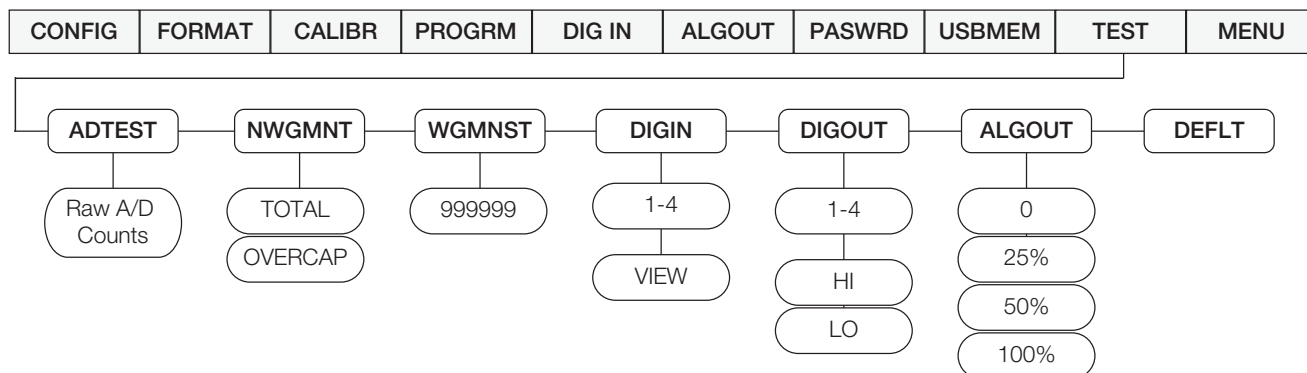 CONFIG FORMAT CALIBR PROGRM DIG IN ALGOUT PASWRD USBMEM TEST MENU
ADTEST NWGMNT WGMNST DIGIN DIGOUT ALGOUT DEFLT
Raw A/D
Counts
TOTAL
OVERCAP
999999
1-4
VIEW
1-4
HI
LO
0
25%
50%
100%